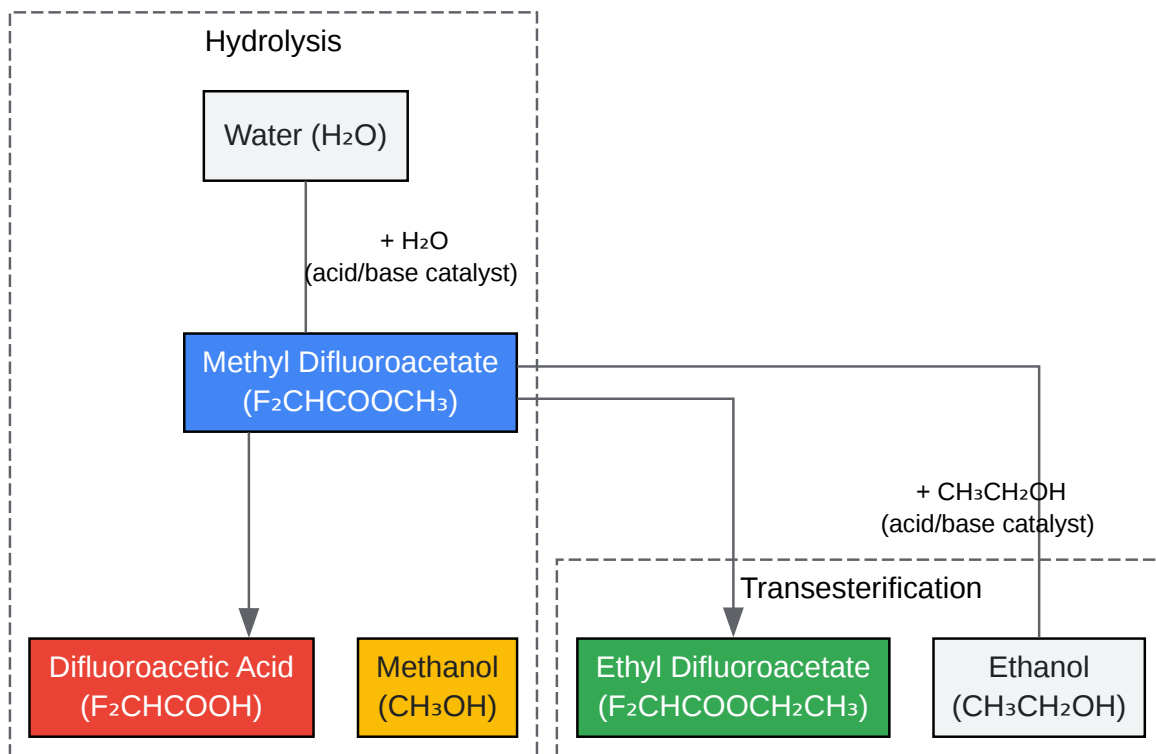 Hydrolysis
Water (H₂O)
+ H₂O
(acid/base catalyst)
Methyl Difluoroacetate
(F₂CHCOOCH₃)
+ CH₃CH₂OH
(acid/base catalyst)
Transesterification
Difluoroacetic Acid
(F₂CHCOOH)
Methanol
(CH₃OH)
Ethyl Difluoroacetate
(F₂CHCOOCH₂CH₃)
Ethanol
(CH₃CH₂OH)